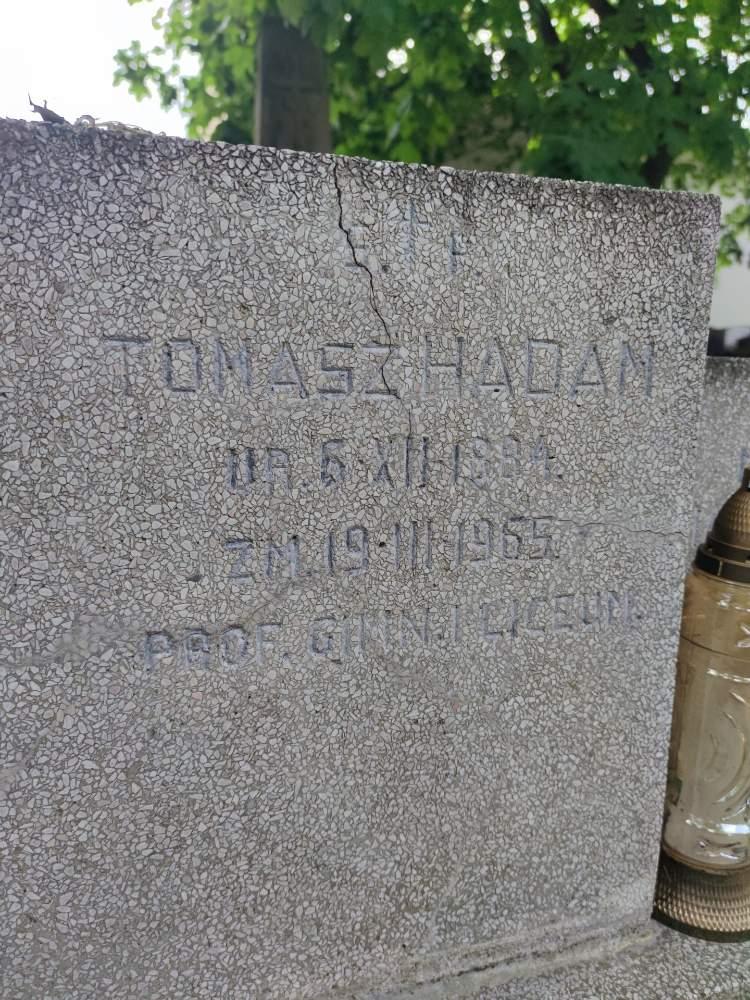 Ś.†P.
TOMASZ HADAM
UR. 6 XII 1884.
ZM. 19 III 1965.
PROF. GIMN. I LICEUM.